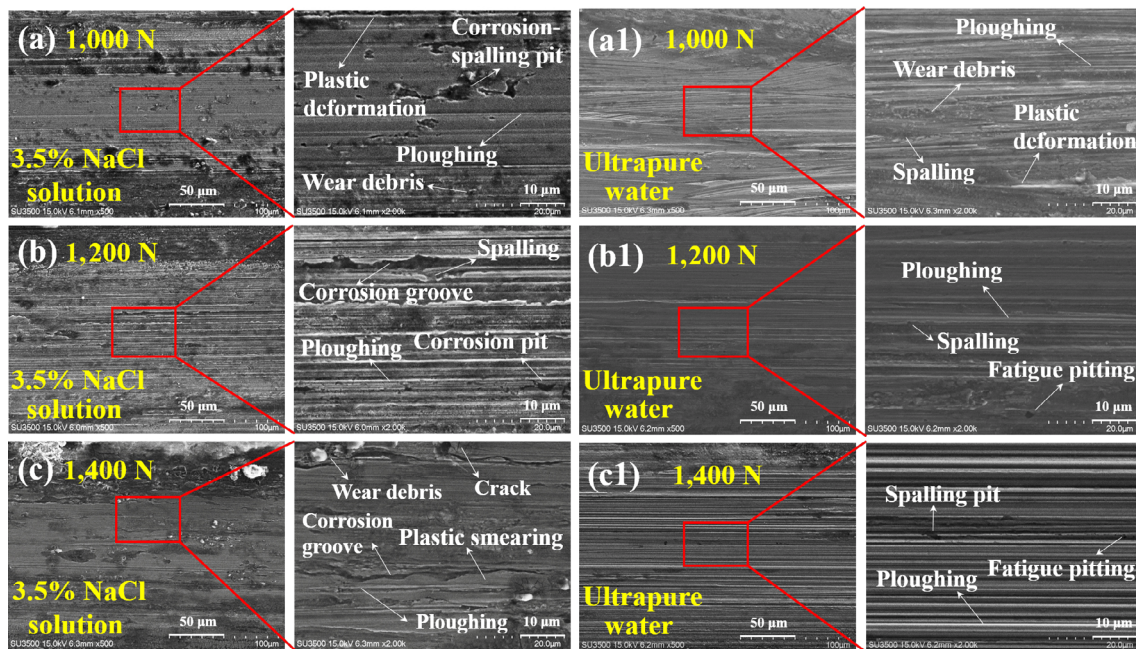 (a) 1,000 N
3.5% NaCl
solution
50 μm
SU3500 15.0kV 6.1mm x500
100μm
Corrosion-
spalling pit
Plastic
deformation
Ploughing
Wear debris
10 μm
SU3500 15.0kV 6.1mm x2.00k
20.0μm
(a1) 1,000 N
Ultrapure
water
50 μm
SU3500 15.0kV 6.3mm x500
100μm
Ploughing
Wear debris
Plastic
deformation
Spalling
10 μm
SU3500 15.0kV 6.3mm x2.00k
20.0μm
(b) 1,200 N
3.5% NaCl
solution
50 μm
SU3500 15.0kV 6.0mm x500
100μm
Spalling
Corrosion groove
Ploughing
Corrosion pit
10 μm
SU3500 15.0kV 6.0mm x2.00k
20.0μm
(b1) 1,200 N
Ultrapure
water
50 μm
SU3500 15.0kV 6.2mm x500
100μm
Ploughing
Spalling
Fatigue pitting
10 μm
SU3500 15.0kV 6.2mm x2.00k
20.0μm
(c) 1,400 N
3.5% NaCl
solution
50 μm
SU3500 15.0kV 6.3mm x500
100μm
Wear debris
Crack
Corrosion
groove
Plastic smearing
Ploughing
10 μm
SU3500 15.0kV 6.3mm x2.00k
20.0μm
(c1) 1,400 N
Ultrapure
water
50 μm
SU3500 15.0kV 6.2mm x500
100μm
Spalling pit
Fatigue pitting
Ploughing
10 μm
SU3500 15.0kV 6.2mm x2.00k
20.0μm